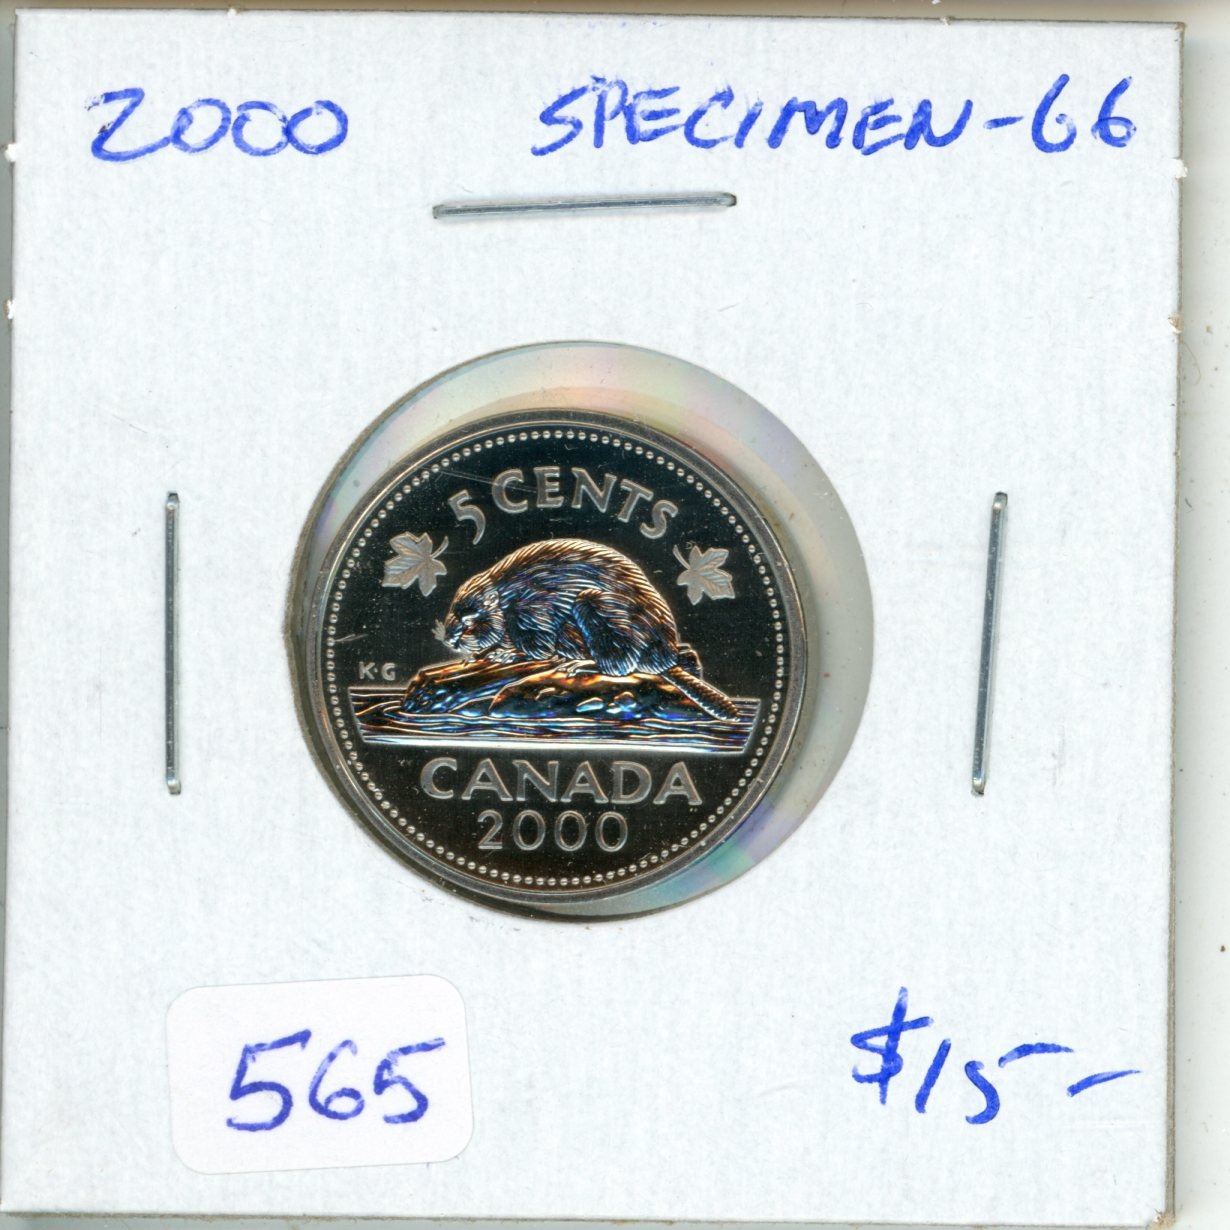 2000 SPECIMEN-66
5 CENTS
K·G
CANADA
2000
565
$15-